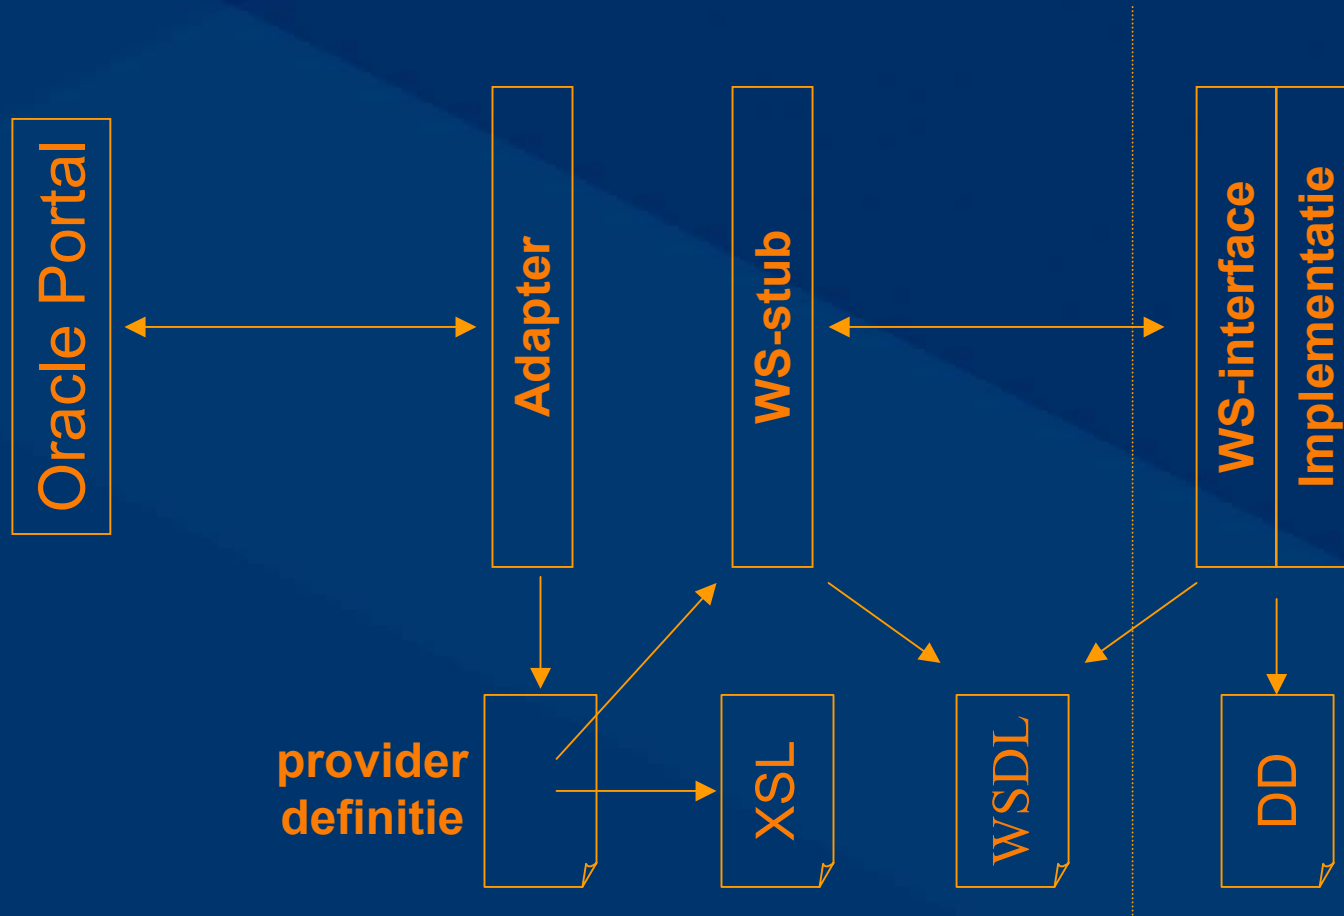 Oracle Portal
Adapter
WS-stub
WS-interface
Implementatie
provider
definitie
XSL
WSDL
DD